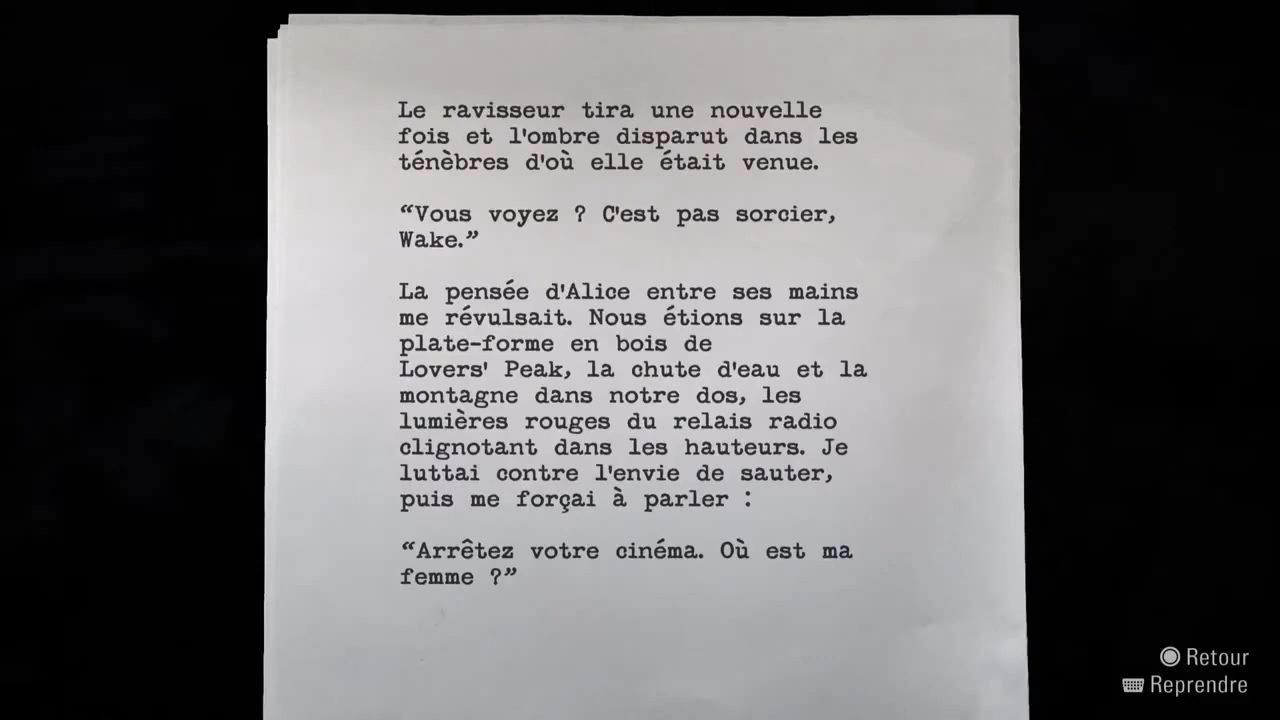 Le ravisseur tira une nouvelle
fois et l'ombre disparut dans les
ténèbres d'où elle était venue.
“Vous voyez ? C'est pas sorcier,
Wake.”
La pensée d'Alice entre ses mains
me révulsait. Nous étions sur la
plate-forme en bois de
Lovers' Peak, la chute d'eau et la
montagne dans notre dos, les
lumières rouges du relais radio
clignotant dans les hauteurs. Je
luttai contre l'envie de sauter,
puis me forçai à parler :
“Arrêtez votre cinéma. Où est ma
femme ?”
Retour
Reprendre